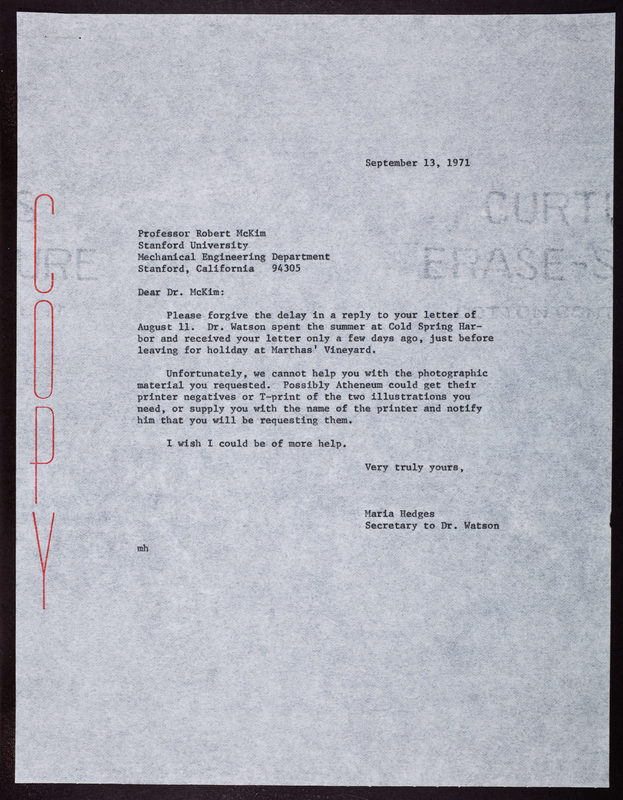 September 13, 1971
CURTI
ERASE-S
COTTON CONT
S
URE
COPY
Professor Robert McKim
Stanford University
Mechanical Engineering Department
Stanford, California 94305
Dear Dr. McKim:
Please forgive the delay in a reply to your letter of
August 11. Dr. Watson spent the summer at Cold Spring Har-
bor and received your letter only a few days ago, just before
leaving for holiday at Marthas' Vineyard.
Unfortunately, we cannot help you with the photographic
material you requested. Possibly Atheneum could get their
printer negatives or T-print of the two illustrations you
need, or supply you with the name of the printer and notify
him that you will be requesting them.
I wish I could be of more help.
Very truly yours,
Maria Hedges
Secretary to Dr. Watson
mh